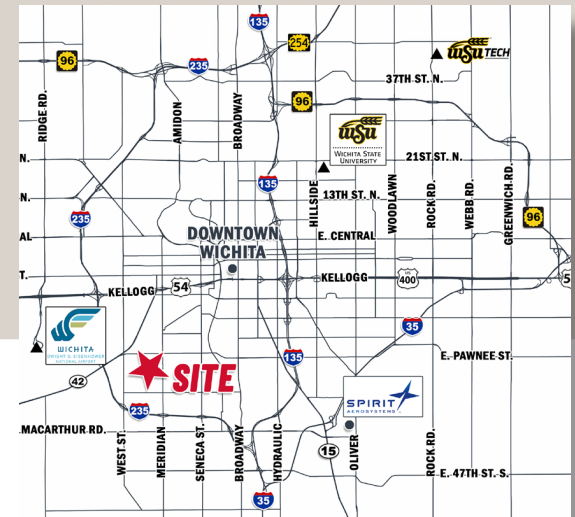 135
254
96
235
WSU TECH
37TH ST. N.
RIDGE RD.
AMIDON
BROADWAY
96
WSU
WICHITA STATE
UNIVERSITY
N.
21ST ST. N.
135
HILLSIDE
13TH ST. N.
WOODLAWN
ROCK RD.
WEBB RD.
GREENWICH RD.
N.
235
96
DOWNTOWN
WICHITA
E. CENTRAL
AL
T.
KELLOGG
54
KELLOGG
US
400
5
WICHITA
DWIGHT D. EISENHOWER
NATIONAL AIRPORT
35
135
E. PAWNEE ST.
SITE
42
SPIRIT
AEROSYSTEMS
235
MACARTHUR RD.
WEST ST.
MERIDIAN
SENECA ST.
BROADWAY
HYDRAULIC
15
OLIVER
ROCK RD.
E. 47TH ST. S.
35